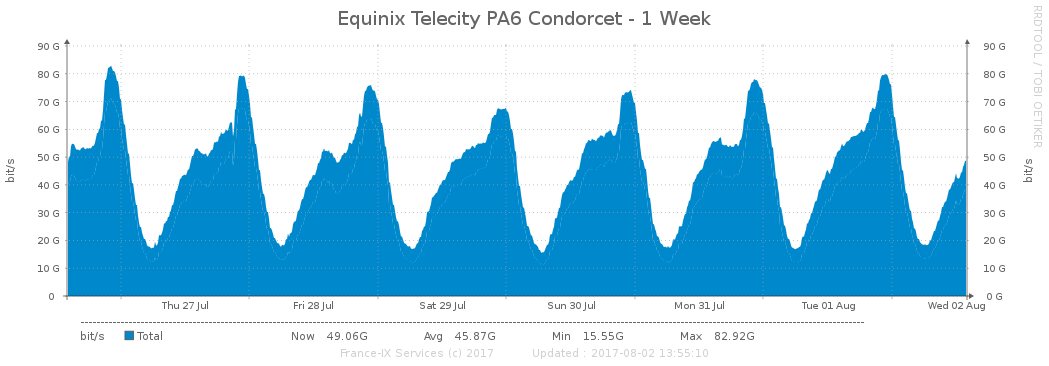 Equinix Telecity PA6 Condorcet - 1 Week
RRDTOOL / TOBI OETIKER
bit/s
90 G
80 G
70 G
60 G
50 G
40 G
30 G
20 G
10 G
0
90 G
80 G
70 G
60 G
50 G
40 G
30 G
20 G
10 G
0 G
bit/s
Thu 27 Jul Fri 28 Jul Sat 29 Jul Sun 30 Jul Mon 31 Jul Tue 01 Aug Wed 02 Aug
bit/s Total Now 49.06G Avg 45.87G Min 15.55G Max 82.92G
France-IX Services (c) 2017 Updated : 2017-08-02 13:55:10